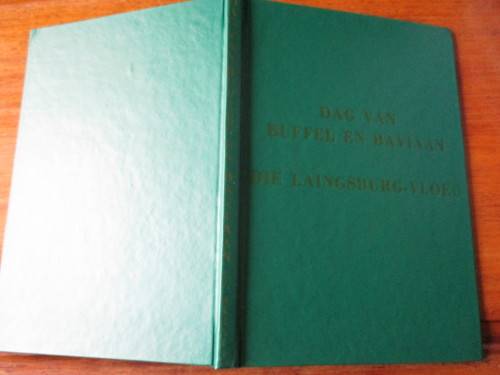 DAG VAN
BUFFEL EN BAVIAAN
DIE LAINGSBURG-VLOED